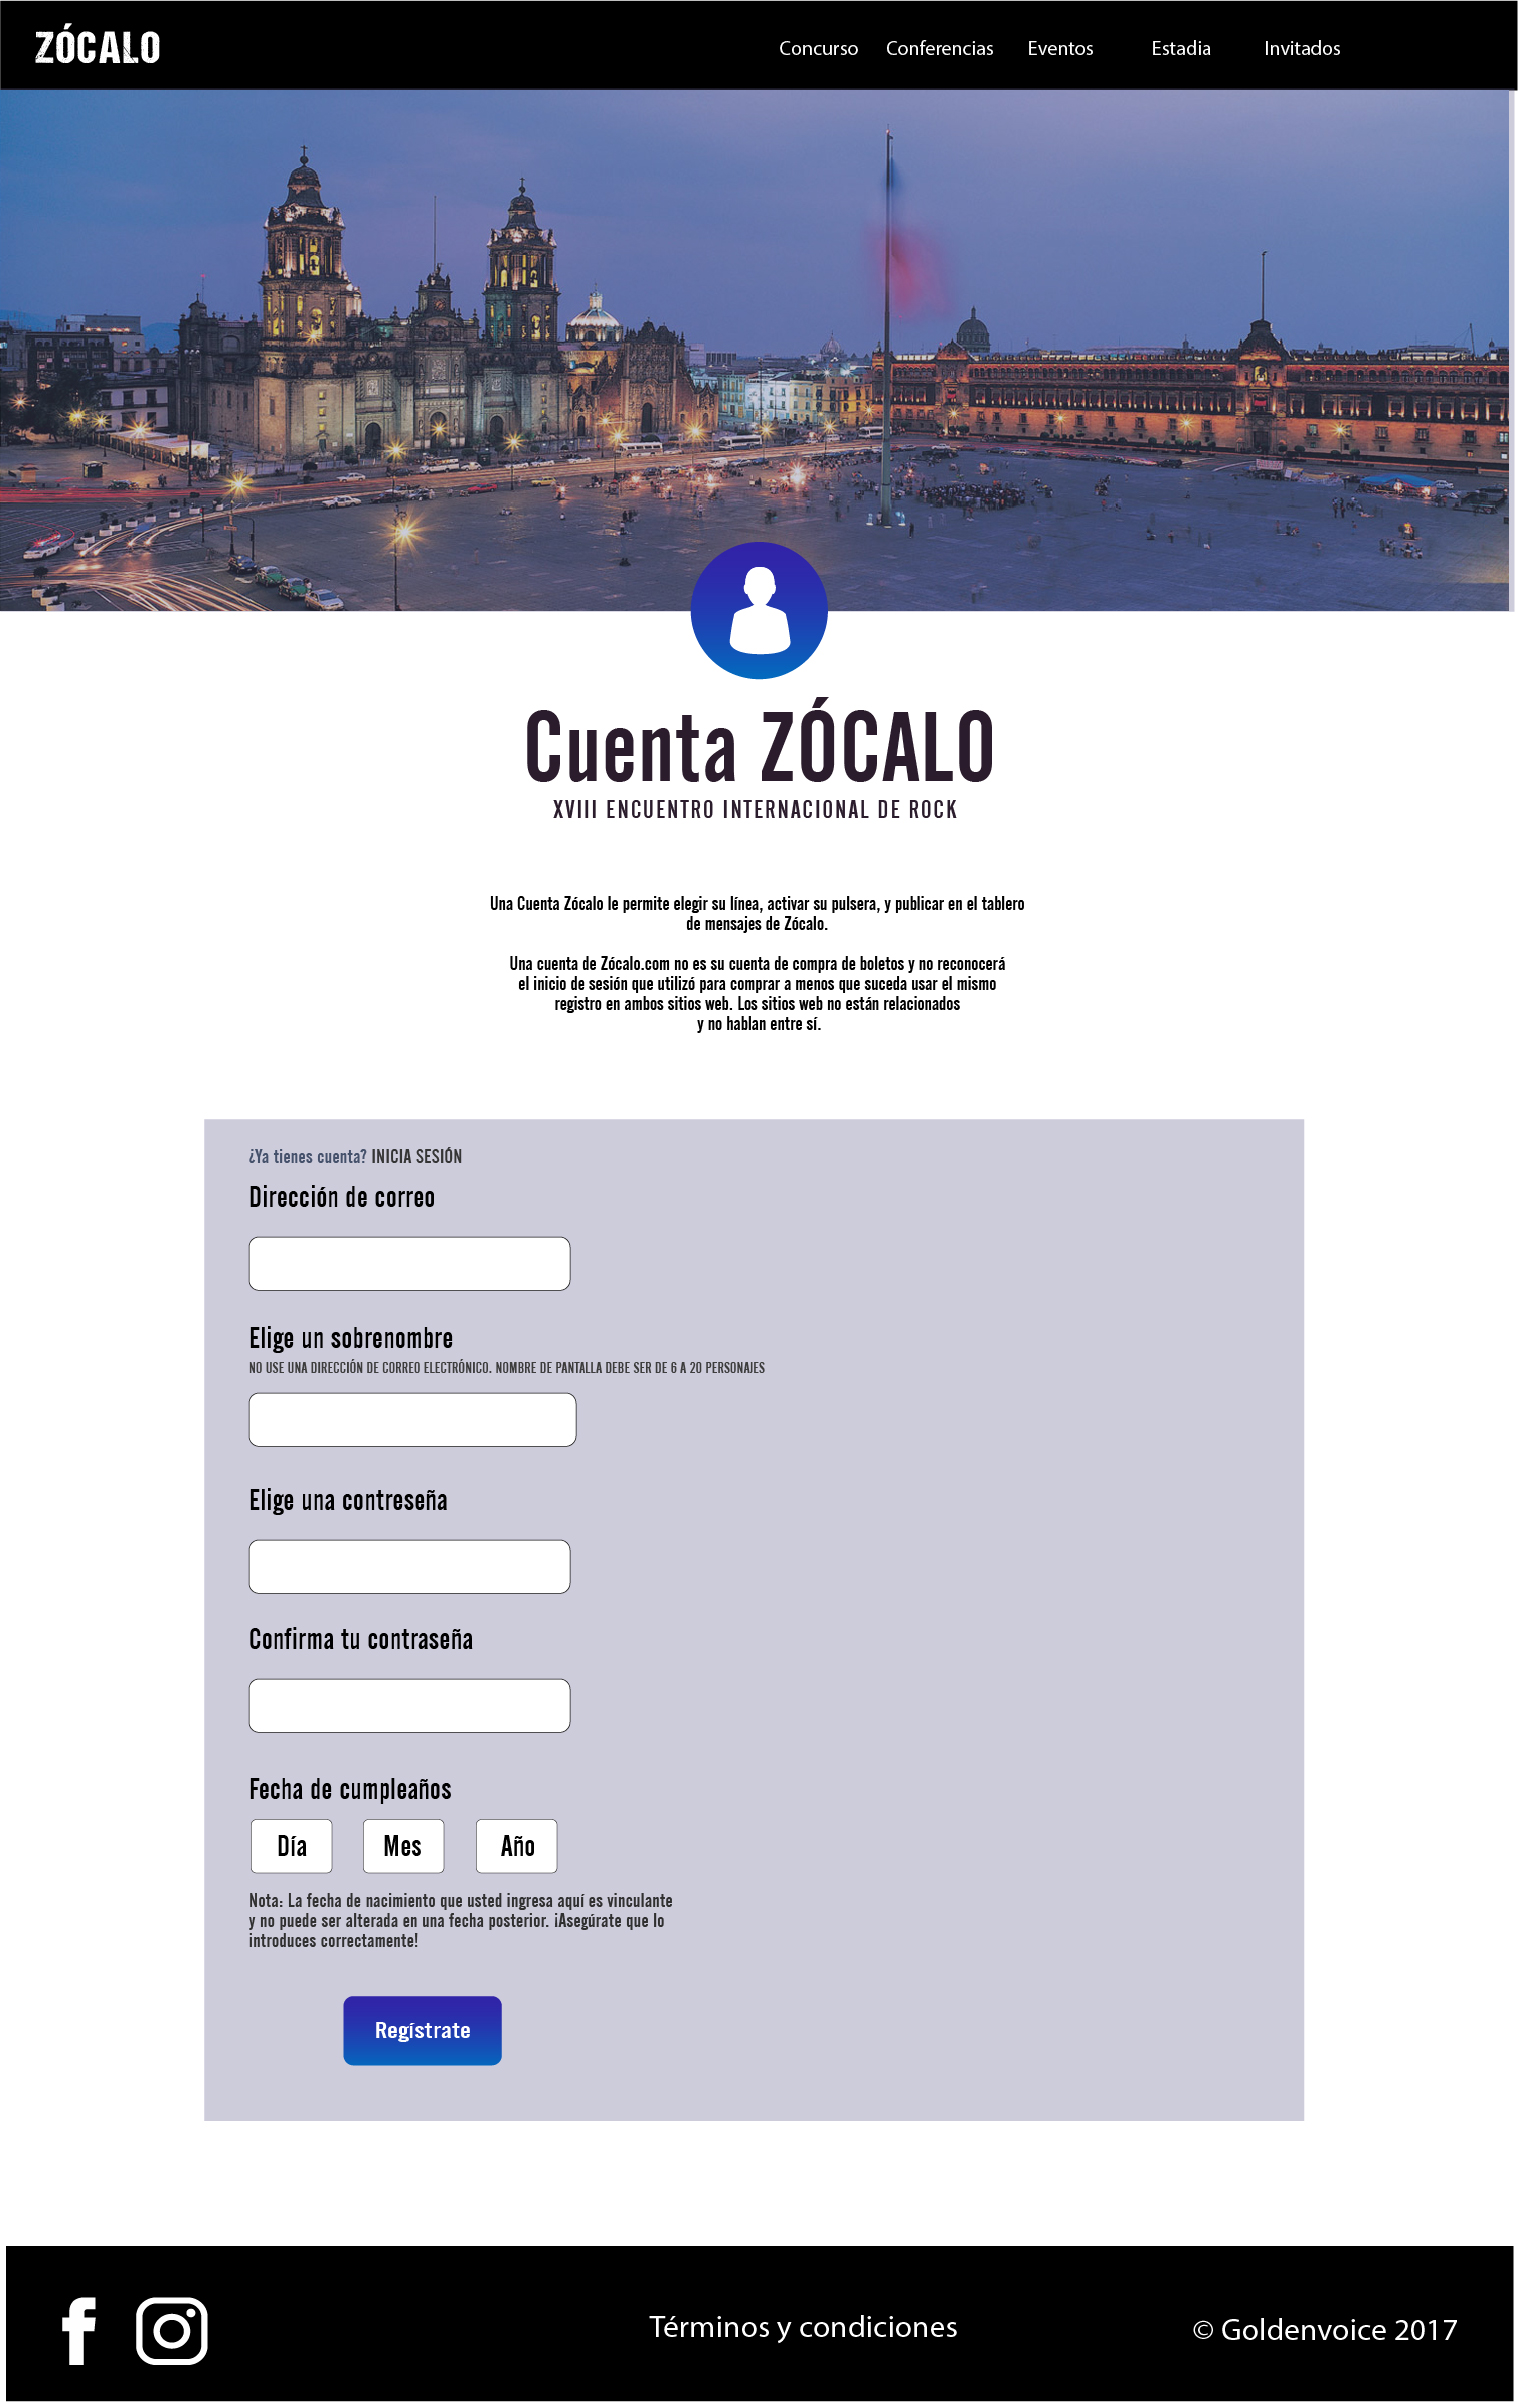 ZÓCALO
Concurso Conferencias Eventos Estadia Invitados
Cuenta ZÓCALO
XVIII ENCUENTRO INTERNACIONAL DE ROCK
Una Cuenta Zócalo le permite elegir su línea, activar su pulsera, y publicar en el tablero
de mensajes de Zócalo.
Una cuenta de Zócalo.com no es su cuenta de compra de boletos y no reconocerá
el inicio de sesión que utilizó para comprar a menos que suceda usar el mismo
registro en ambos sitios web. Los sitios web no están relacionados
y no hablan entre sí.
¿Ya tienes cuenta? INICIA SESIÓN
Dirección de correo
Elige un sobrenombre
NO USE UNA DIRECCIÓN DE CORREO ELECTRÓNICO. NOMBRE DE PANTALLA DEBE SER DE 6 A 20 PERSONAJES
Elige una contreseña
Confirma tu contraseña
Fecha de cumpleaños
Día Mes Año
Nota: La fecha de nacimiento que usted ingresa aquí es vinculante
y no puede ser alterada en una fecha posterior. ¡Asegúrate que lo
introduces correctamente!
Regístrate
Términos y condiciones
© Goldenvoice 2017